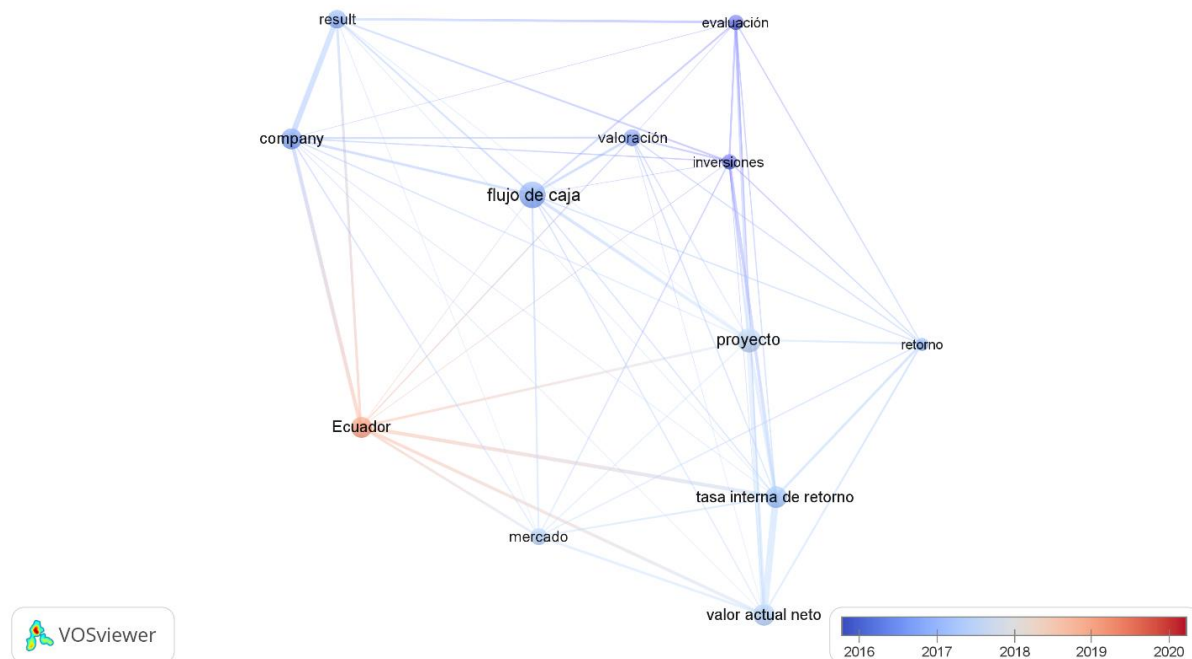 result
evaluación
company
valoración
inversiones
flujo de caja
proyecto
retorno
Ecuador
tasa interna de retorno
mercado
valor actual neto
VOSviewer
2016 2017 2018 2019 2020